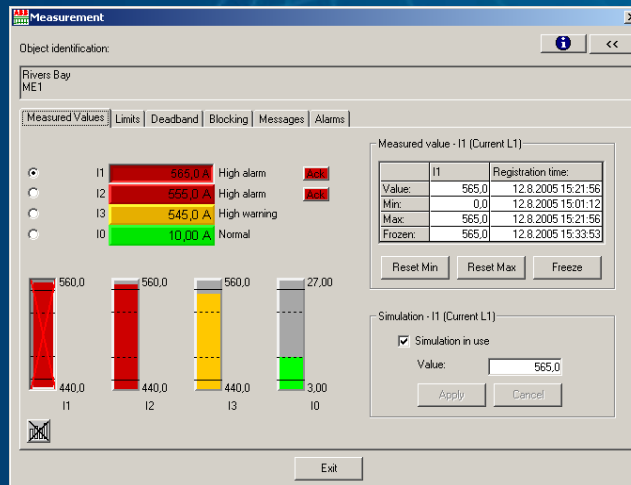 ABB Measurement
Object identification:
<<
Rivers Bay
ME1
Measured Values Limits Deadband Blocking Messages Alarms
I1 565,0 A High alarm Ack
I2 555,0 A High alarm Ack
I3 545,0 A High warning
I0 10,00 A Normal
560,0 560,0 560,0 27,00
440,0 440,0 440,0 3,00
I1 I2 I3 I0
Measured value - I1 (Current L1)
I1 Registration time:
Value: 565,0 12.8.2005 15:21:56
Min: 0,0 12.8.2005 15:01:12
Max: 565,0 12.8.2005 15:21:56
Frozen: 565,0 12.8.2005 15:33:53
Reset Min Reset Max Freeze
Simulation - I1 (Current L1)
Simulation in use
Value: 565,0
Apply Cancel
Exit